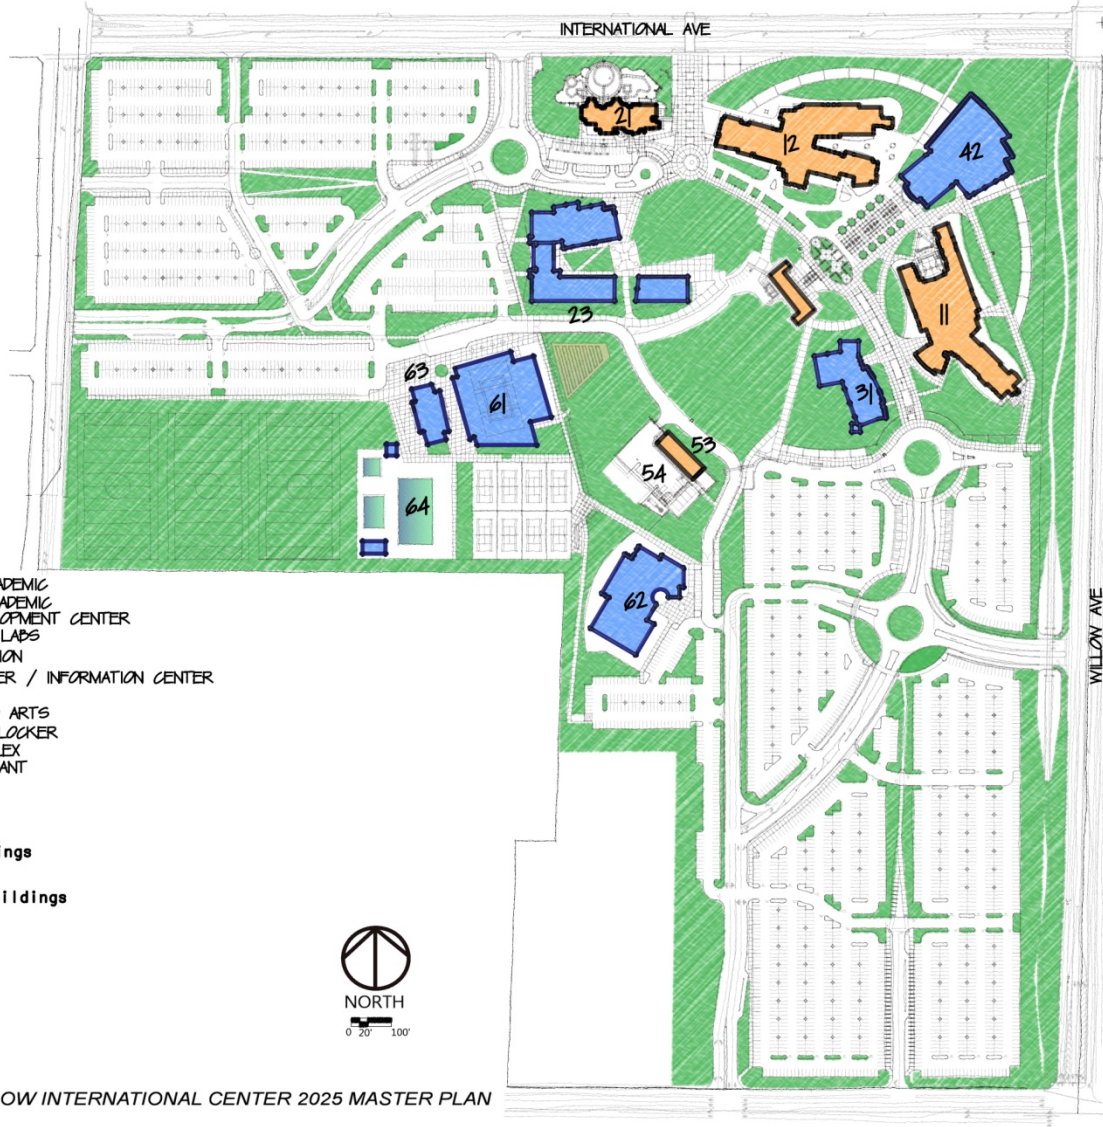 INTERNATIONAL AVE
21
12
42
11
23
31
63
61
53
54
64
62
WILLOW AVE
ADEMIC
ADEMIC
OPMENT CENTER
LABS
ION
ER / INFORMATION CENTER
ARTS
LOCKER
LEX
ANT
ings
ildings
NORTH
0 20' 100'
OW INTERNATIONAL CENTER 2025 MASTER PLAN